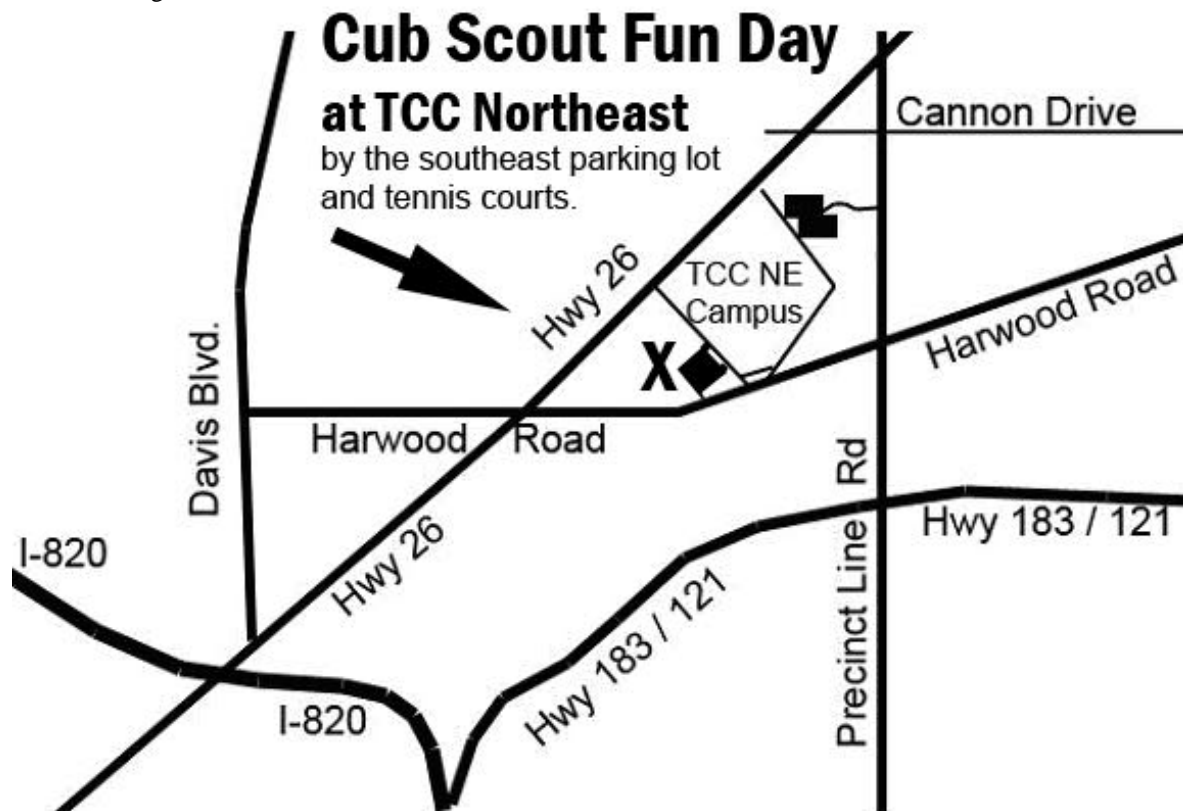 Cub Scout Fun Day
at TCC Northeast
by the southeast parking lot
and tennis courts.
Cannon Drive
Hwy 26
TCC NE
Campus
X
Harwood Road
Davis Blvd.
Harwood Road
Precinct Line Rd
Hwy 183 / 121
I-820
Hwy 26
Hwy 183 / 121
I-820